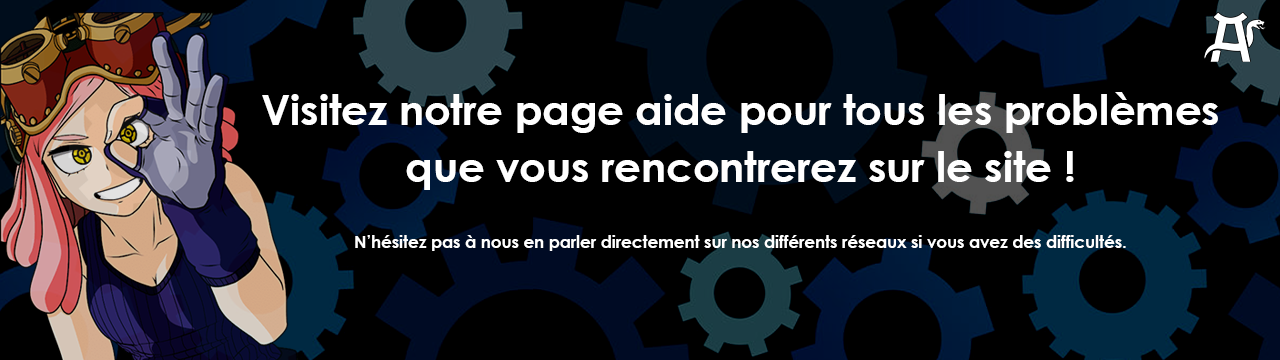 Visitez notre page aide pour tous les problèmes
que vous rencontrerez sur le site !
N'hésitez pas à nous en parler directement sur nos différents réseaux si vous avez des difficultés.